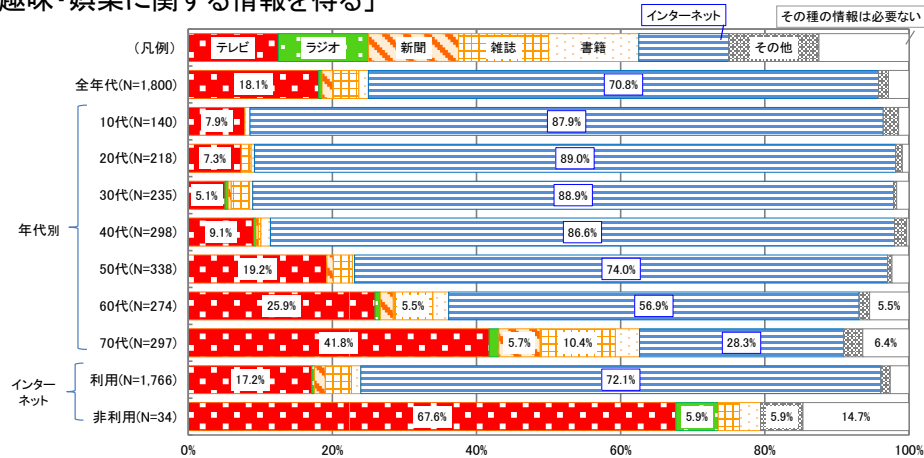 趣味・娯楽に関する情報を得る」
インターネット
その種の情報は必要ない
(凡例)
テレビ ラジオ 新聞 雑誌 書籍 その他
全年代(N=1,800) 18.1% 70.8%
10代(N=140) 7.9% 87.9%
20代(N=218) 7.3% 89.0%
30代(N=235) 5.1% 88.9%
年代別
40代(N=298) 9.1% 86.6%
50代(N=338) 19.2% 74.0%
60代(N=274) 25.9% 5.5% 56.9% 5.5%
70代(N=297) 41.8% 5.7% 10.4% 28.3% 6.4%
インター
ネット
利用(N=1,766) 17.2% 72.1%
非利用(N=34) 67.6% 5.9% 5.9% 14.7%
0% 20% 40% 60% 80% 100%